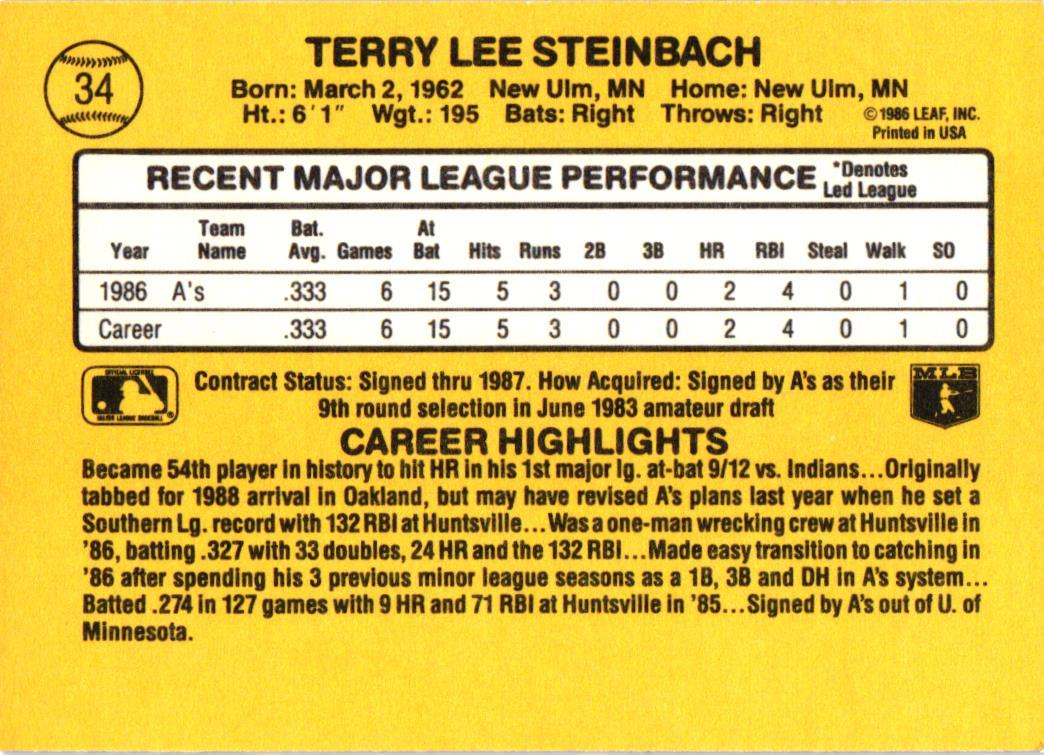 34
TERRY LEE STEINBACH
Born: March 2, 1962 New Ulm, MN Home: New Ulm, MN
Ht.: 6'1" Wgt.: 195 Bats: Right Throws: Right
©1986 LEAF, INC.
Printed in USA
RECENT MAJOR LEAGUE PERFORMANCE *Denotes Led League
Year Team Name Bat. Avg. Games At Bat Hits Runs 2B 3B HR RBI Steal Walk SO
1986 A's .333 6 15 5 3 0 0 2 4 0 1 0
Career .333 6 15 5 3 0 0 2 4 0 1 0
OFFICIAL LICENSEE
MAJOR LEAGUE BASEBALL ®
Contract Status: Signed thru 1987. How Acquired: Signed by A's as their
9th round selection in June 1983 amateur draft
MLB
CAREER HIGHLIGHTS
Became 54th player in history to hit HR in his 1st major lg. at-bat 9/12 vs. Indians...Originally
tabbed for 1988 arrival in Oakland, but may have revised A's plans last year when he set a
Southern Lg. record with 132 RBI at Huntsville...Was a one-man wrecking crew at Huntsville in
'86, batting .327 with 33 doubles, 24 HR and the 132 RBI...Made easy transition to catching in
'86 after spending his 3 previous minor league seasons as a 1B, 3B and DH in A's system...
Batted .274 in 127 games with 9 HR and 71 RBI at Huntsville in '85...Signed by A's out of U. of
Minnesota.